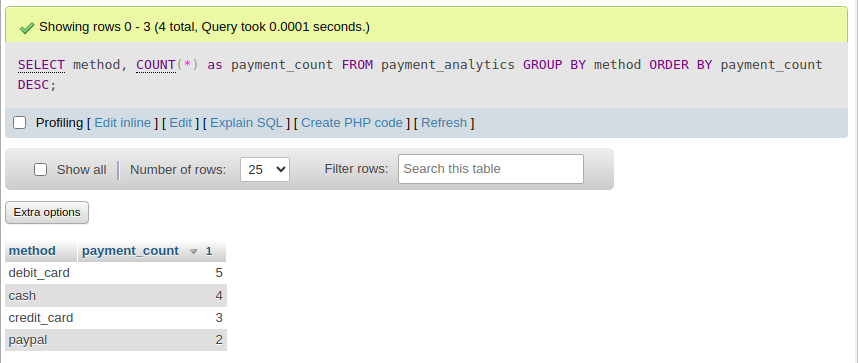 Showing rows 0 - 3 (4 total, Query took 0.0001 seconds.)
SELECT method, COUNT(*) as payment_count FROM payment_analytics GROUP BY method ORDER BY payment_count
DESC;
Profiling [ Edit inline ] [ Edit ] [ Explain SQL ] [ Create PHP code ] [ Refresh ]
Show all | Number of rows: 25 Filter rows: Search this table
Extra options
method payment_count 1
debit_card 5
cash 4
credit_card 3
paypal 2